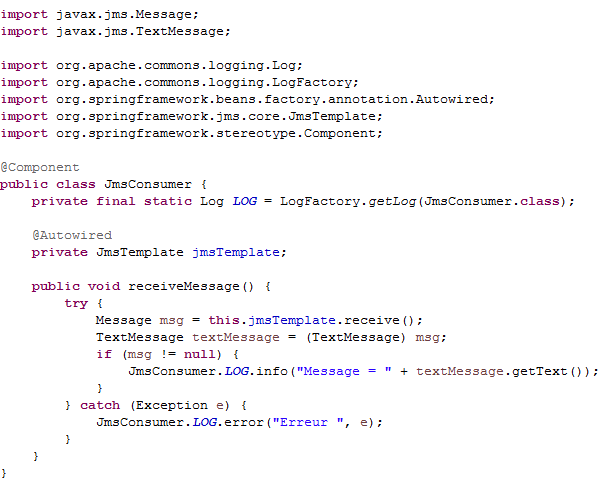 import javax.jms.Message;
import javax.jms.TextMessage;

import org.apache.commons.logging.Log;
import org.apache.commons.logging.LogFactory;
import org.springframework.beans.factory.annotation.Autowired;
import org.springframework.jms.core.JmsTemplate;
import org.springframework.stereotype.Component;

@Component
public class JmsConsumer {
    private final static Log LOG = LogFactory.getLog(JmsConsumer.class);

    @Autowired
    private JmsTemplate jmsTemplate;

    public void receiveMessage() {
        try {
            Message msg = this.jmsTemplate.receive();
            TextMessage textMessage = (TextMessage) msg;
            if (msg != null) {
                JmsConsumer.LOG.info("Message = " + textMessage.getText());
            }
        } catch (Exception e) {
            JmsConsumer.LOG.error("Erreur ", e);
        }
    }
}